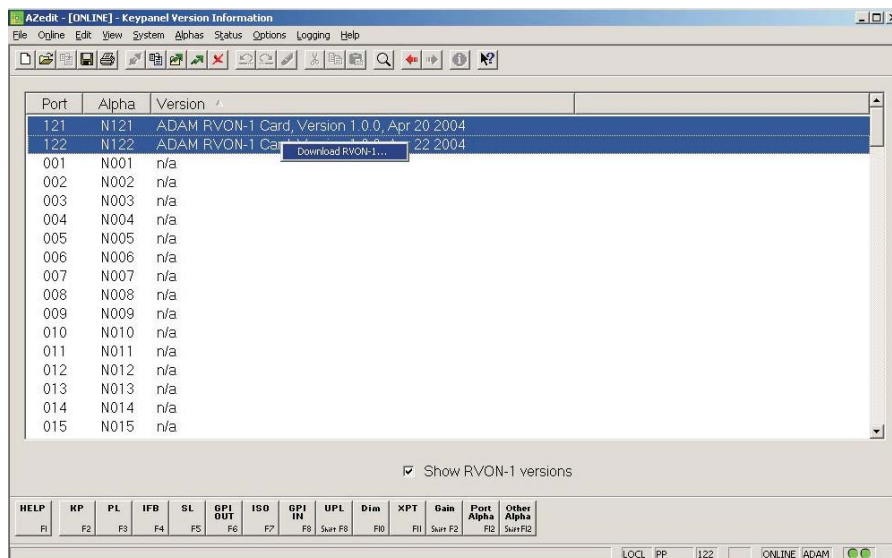 AZedit - [ONLINE] - Keypanel Version Information
File Online Edit View System Alphas Status Options Logging Help
Port Alpha Version
121 N121 ADAM RVON-1 Card, Version 1.0.0, Apr 20 2004
122 N122 ADAM RVON-1 22 2004
Download RVON-1...
001 N001 n/a
002 N002 n/a
003 N003 n/a
004 N004 n/a
005 N005 n/a
006 N006 n/a
007 N007 n/a
008 N008 n/a
009 N009 n/a
010 N010 n/a
011 N011 n/a
012 N012 n/a
013 N013 n/a
014 N014 n/a
015 N015 n/a
Show RVON-1 versions
HELP KP PL IFB SL GPI OUT ISO GPI IN UPL Dim XPT Gain Port Alpha Other Alpha
F1 F2 F3 F4 F5 F6 F7 F8 Shift F8 F10 F11 Shift F2 F12 Shift F12
LOCL PP 122 ONLINE ADAM